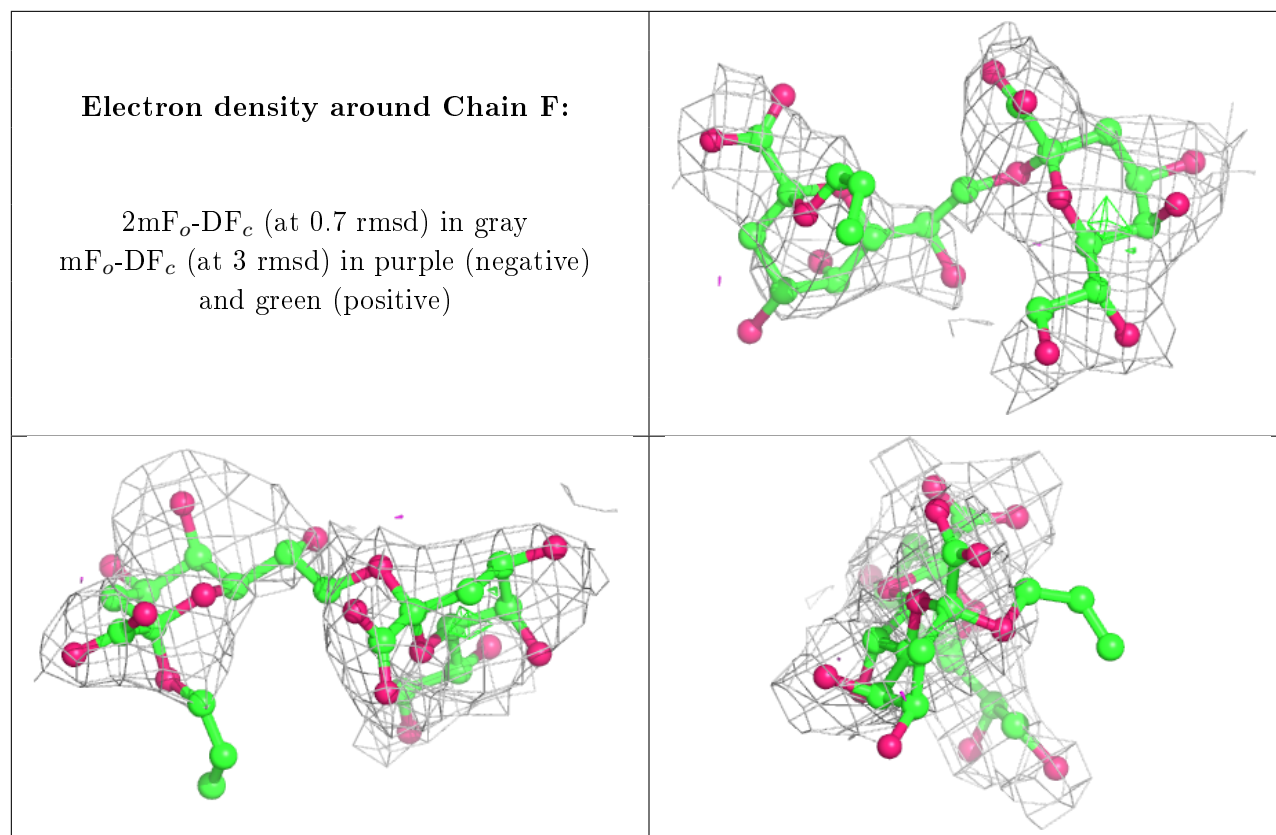 Electron density around Chain F:
2mFₒ-DF𝒸 (at 0.7 rmsd) in gray
mFₒ-DF𝒸 (at 3 rmsd) in purple (negative)
and green (positive)